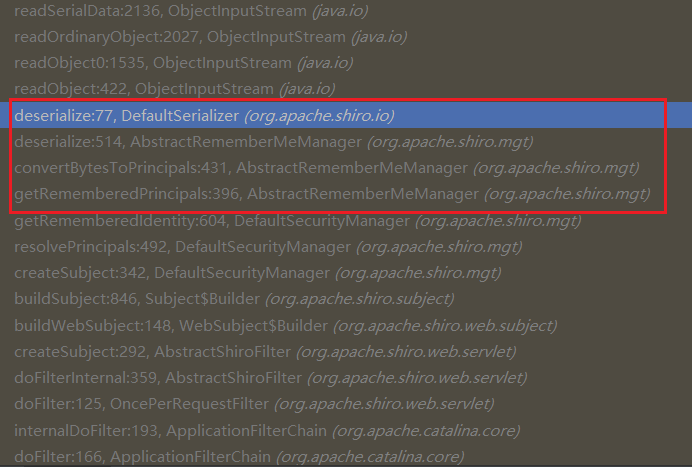 readSerialData:2136, ObjectInputStream (java.io)
readOrdinaryObject:2027, ObjectInputStream (java.io)
readObject0:1535, ObjectInputStream (java.io)
readObject:422, ObjectInputStream (java.io)
deserialize:77, DefaultSerializer (org.apache.shiro.io)
deserialize:514, AbstractRememberMeManager (org.apache.shiro.mgt)
convertBytesToPrincipals:431, AbstractRememberMeManager (org.apache.shiro.mgt)
getRememberedPrincipals:396, AbstractRememberMeManager (org.apache.shiro.mgt)
getRememberedIdentity:604, DefaultSecurityManager (org.apache.shiro.mgt)
resolvePrincipals:492, DefaultSecurityManager (org.apache.shiro.mgt)
createSubject:342, DefaultSecurityManager (org.apache.shiro.mgt)
buildSubject:846, Subject$Builder (org.apache.shiro.subject)
buildWebSubject:148, WebSubject$Builder (org.apache.shiro.web.subject)
createSubject:292, AbstractShiroFilter (org.apache.shiro.web.servlet)
doFilterInternal:359, AbstractShiroFilter (org.apache.shiro.web.servlet)
doFilter:125, OncePerRequestFilter (org.apache.shiro.web.servlet)
internalDoFilter:193, ApplicationFilterChain (org.apache.catalina.core)
doFilter:166, ApplicationFilterChain (org.apache.catalina.core)